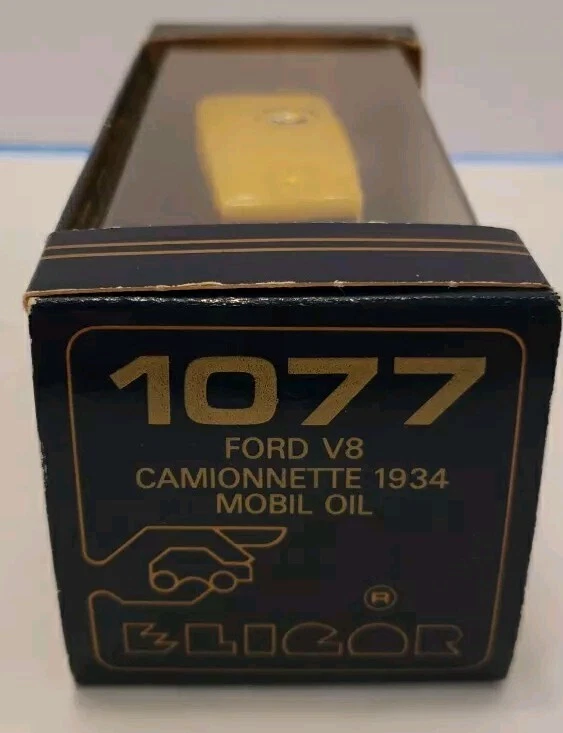 1077
FORD V8
CAMIONNETTE 1934
MOBIL OIL
®
ELIGOR